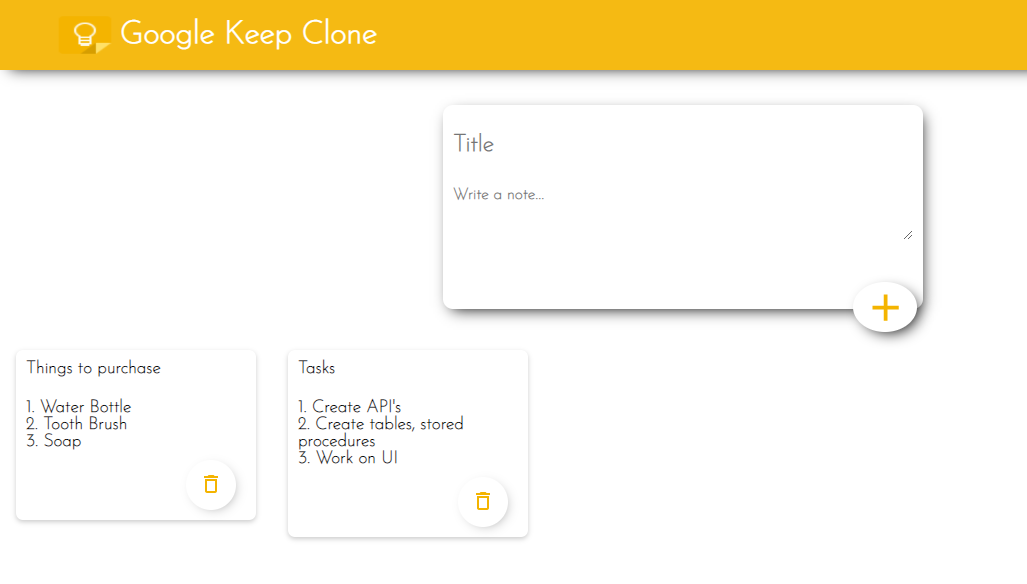 Google Keep Clone
Title
Write a note...
Things to purchase
1. Water Bottle
2. Tooth Brush
3. Soap
Tasks
1. Create API's
2. Create tables, stored
procedures
3. Work on UI